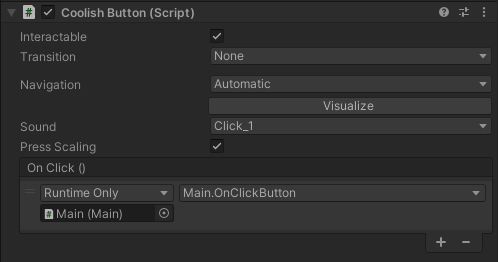 Coolish Button (Script)
Interactable
Transition None
Navigation Automatic
Visualize
Sound Click_1
Press Scaling
On Click ()
Runtime Only Main.OnClickButton
Main (Main)